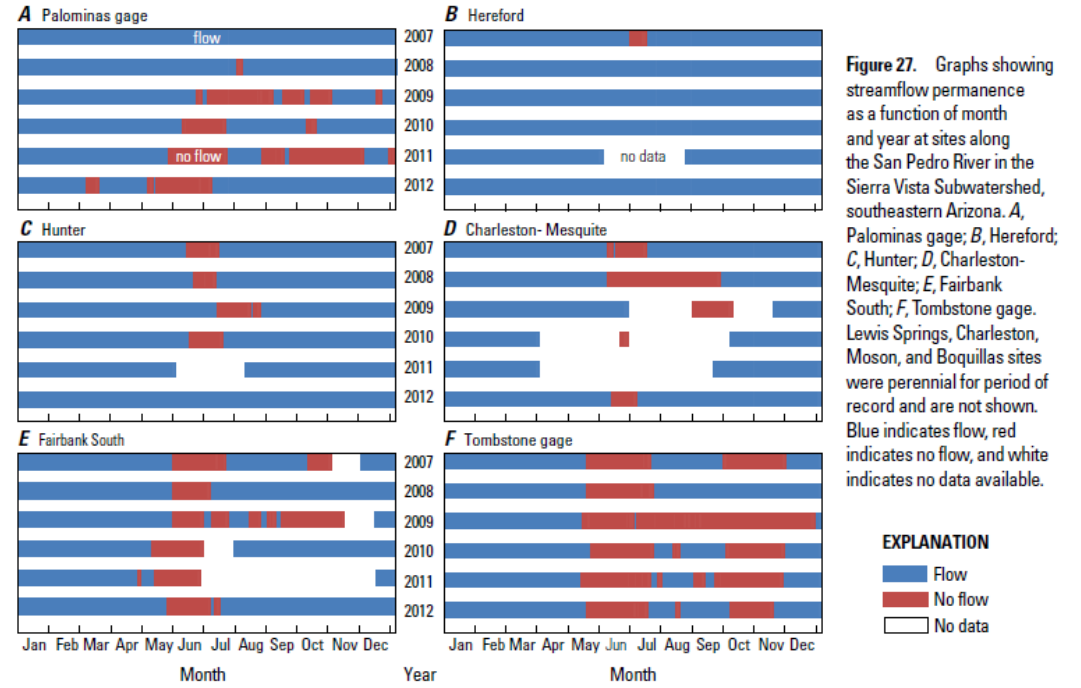 A Palominas gage
B Hereford
flow
2007
2008
2009
2010
no flow
2011
no data
2012
C Hunter
D Charleston- Mesquite
2007
2008
2009
2010
2011
2012
E Fairbank South
F Tombstone gage
2007
2008
2009
2010
2011
2012
Jan Feb Mar Apr May Jun Jul Aug Sep Oct Nov Dec
Jan Feb Mar Apr May Jun Jul Aug Sep Oct Nov Dec
Month
Year
Month
Figure 27. Graphs showing
streamflow permanence
as a function of month
and year at sites along
the San Pedro River in the
Sierra Vista Subwatershed,
southeastern Arizona. A,
Palominas gage; B, Hereford;
C, Hunter; D, Charleston-
Mesquite; E, Fairbank
South; F, Tombstone gage.
Lewis Springs, Charleston,
Moson, and Boquillas sites
were perennial for period of
record and are not shown.
Blue indicates flow, red
indicates no flow, and white
indicates no data available.
EXPLANATION
Flow
No flow
No data